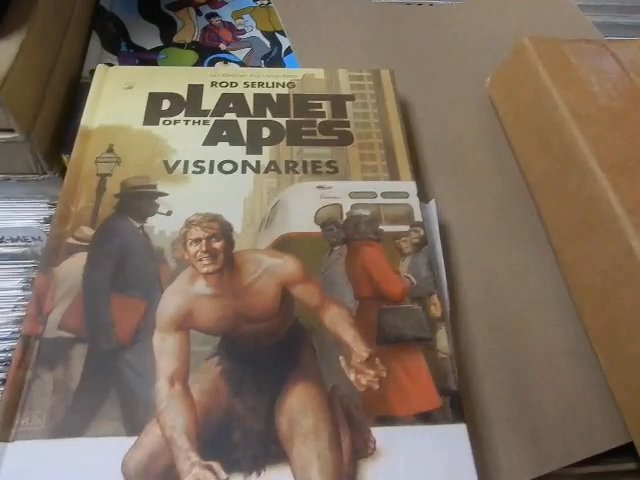 ROD SERLING
PLANET
OF THE APES
VISIONARIES